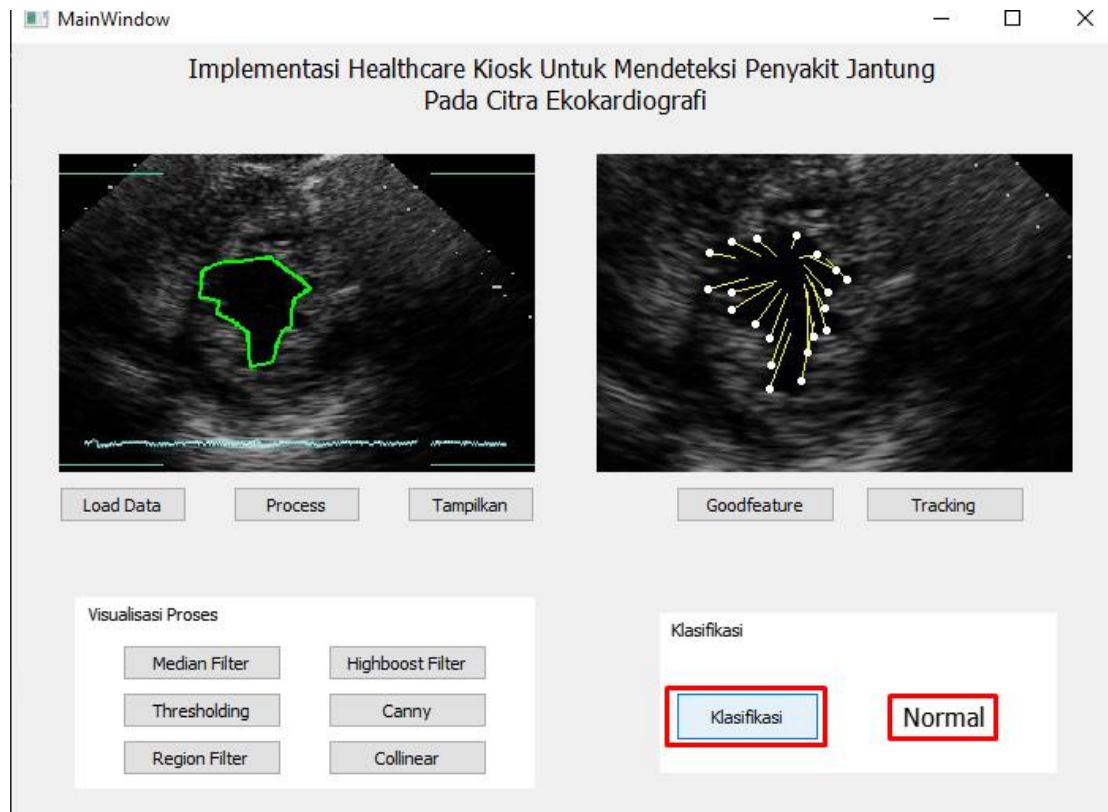 MainWindow
Implementasi Healthcare Kiosk Untuk Mendeteksi Penyakit Jantung
Pada Citra Ekokardiografi
Load Data
Process
Tampilkan
Goodfeature
Tracking
Visualisasi Proses
Median Filter
Highboost Filter
Thresholding
Canny
Region Filter
Collinear
Klasifikasi
Klasifikasi
Normal